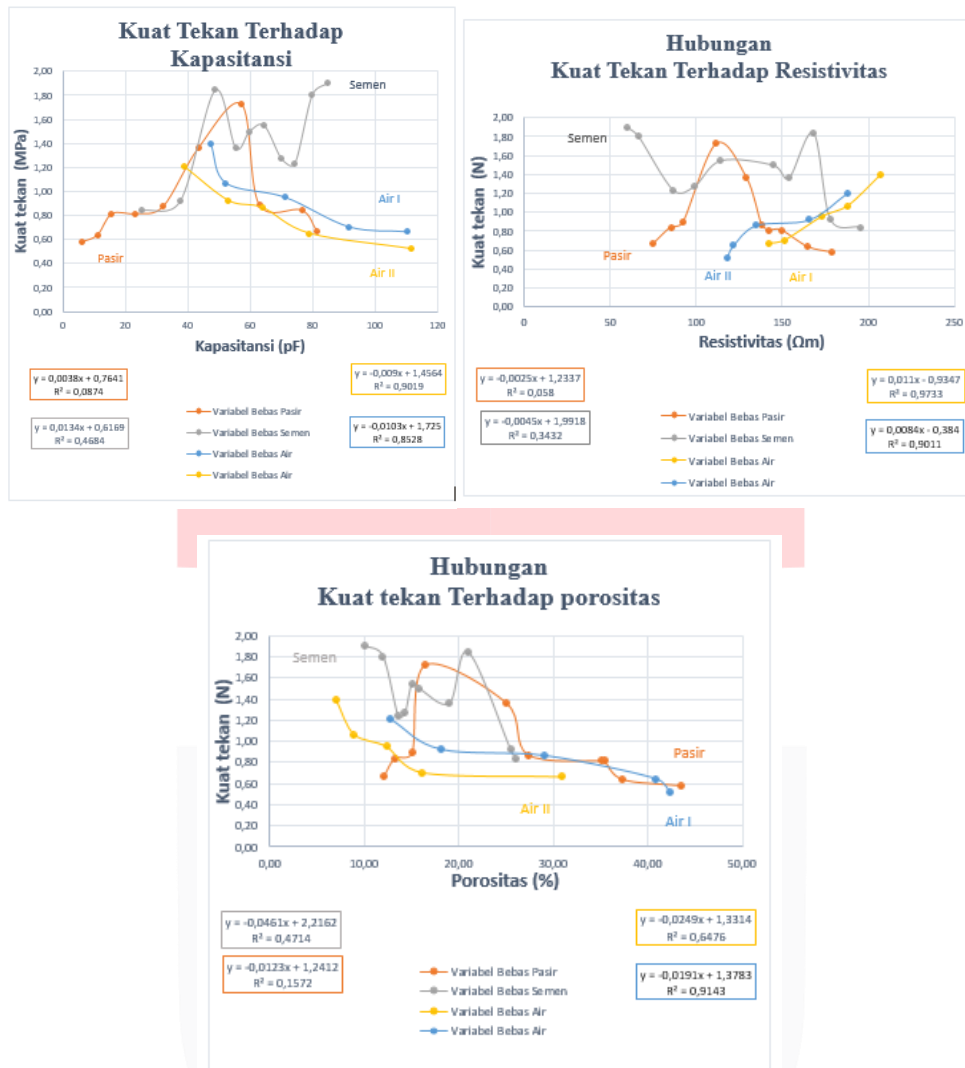 Kuat Tekan Terhadap
Kapasitansi
2,00
1,80
1,60
1,40
1,20
1,00
0,80
0,60
0,40
0,20
0,00
Kuat tekan (MPa)
Semen
Air I
Pasir
Air II
0
20
40
60
80
100
120
Kapasitansi (pF)
y = 0,0038x + 0,7641
R² = 0,0874
y = -0,009x + 1,4564
R² = 0,9019
y = 0,0134x + 0,6169
R² = 0,4684
y = -0,0103x + 1,725
R² = 0,8528
Variabel Bebas Pasir
Variabel Bebas Semen
Variabel Bebas Air
Variabel Bebas Air
Hubungan
Kuat Tekan Terhadap Resistivitas
2,00
1,80
1,60
1,40
1,20
1,00
0,80
0,60
0,40
0,20
0,00
Kuat tekan (N)
Semen
Pasir
Air II
Air I
0
50
100
150
200
250
Resistivitas (Ωm)
y = -0,0025x + 1,2337
R² = 0,058
y = 0,011x - 0,9347
R² = 0,9733
y = -0,0045x + 1,9918
R² = 0,3432
y = 0,0084x - 0,384
R² = 0,9011
Variabel Bebas Pasir
Variabel Bebas Semen
Variabel Bebas Air
Variabel Bebas Air
Hubungan
Kuat tekan Terhadap porositas
2,00
1,80
1,60
1,40
1,20
1,00
0,80
0,60
0,40
0,20
0,00
Kuat tekan (N)
Semen
Pasir
Air II
Air I
0,00
10,00
20,00
30,00
40,00
50,00
Porositas (%)
y = -0,0461x + 2,2162
R² = 0,4714
y = -0,0249x + 1,3314
R² = 0,6476
y = -0,0123x + 1,2412
R² = 0,1572
y = -0,0191x + 1,3783
R² = 0,9143
Variabel Bebas Pasir
Variabel Bebas Semen
Variabel Bebas Air
Variabel Bebas Air